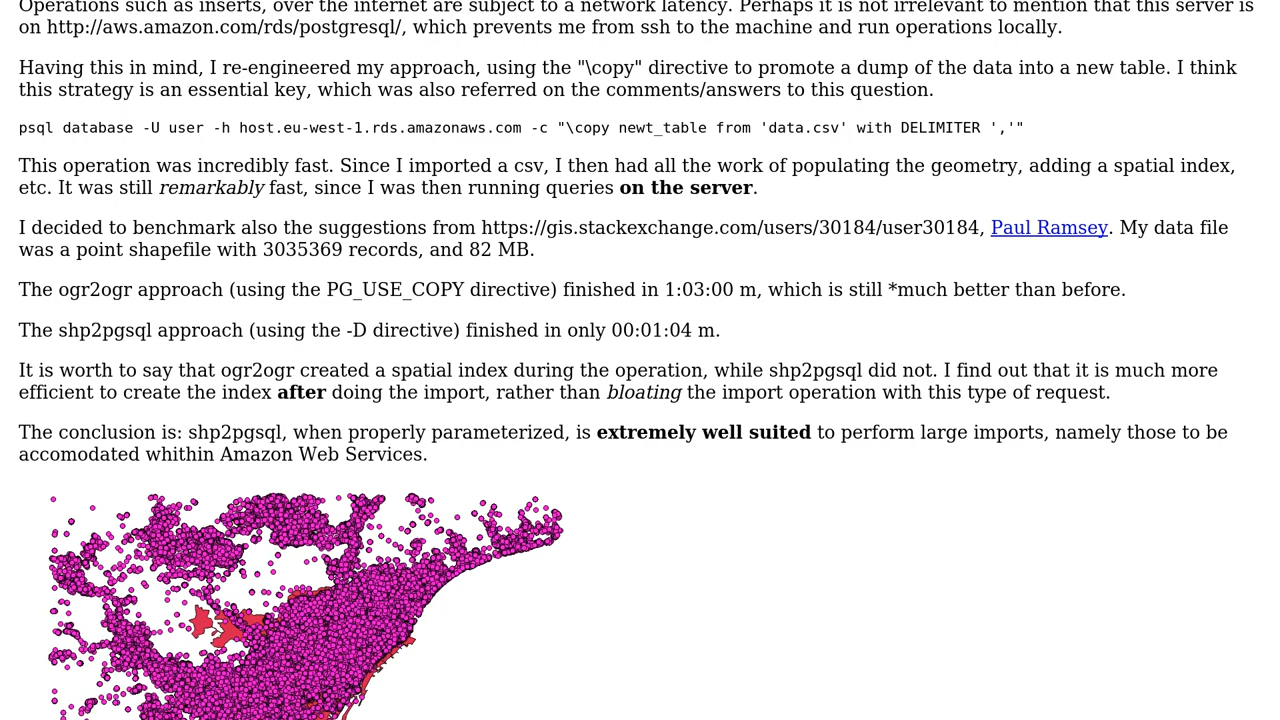 Operations such as inserts, over the internet are subject to a network latency. Perhaps it is not irrelevant to mention that this server is
on http://aws.amazon.com/rds/postgresql/, which prevents me from ssh to the machine and run operations locally.
Having this in mind, I re-engineered my approach, using the "\copy" directive to promote a dump of the data into a new table. I think
this strategy is an essential key, which was also referred on the comments/answers to this question.
psql database -U user -h host.eu-west-1.rds.amazonaws.com -c "\copy newt_table from 'data.csv' with DELIMITER ','"
This operation was incredibly fast. Since I imported a csv, I then had all the work of populating the geometry, adding a spatial index,
etc. It was still remarkably fast, since I was then running queries on the server.
I decided to benchmark also the suggestions from https://gis.stackexchange.com/users/30184/user30184, Paul Ramsey. My data file
was a point shapefile with 3035369 records, and 82 MB.
The ogr2ogr approach (using the PG_USE_COPY directive) finished in 1:03:00 m, which is still *much better than before.
The shp2pgsql approach (using the -D directive) finished in only 00:01:04 m.
It is worth to say that ogr2ogr created a spatial index during the operation, while shp2pgsql did not. I find out that it is much more
efficient to create the index after doing the import, rather than bloating the import operation with this type of request.
The conclusion is: shp2pgsql, when properly parameterized, is extremely well suited to perform large imports, namely those to be
accomodated whithin Amazon Web Services.